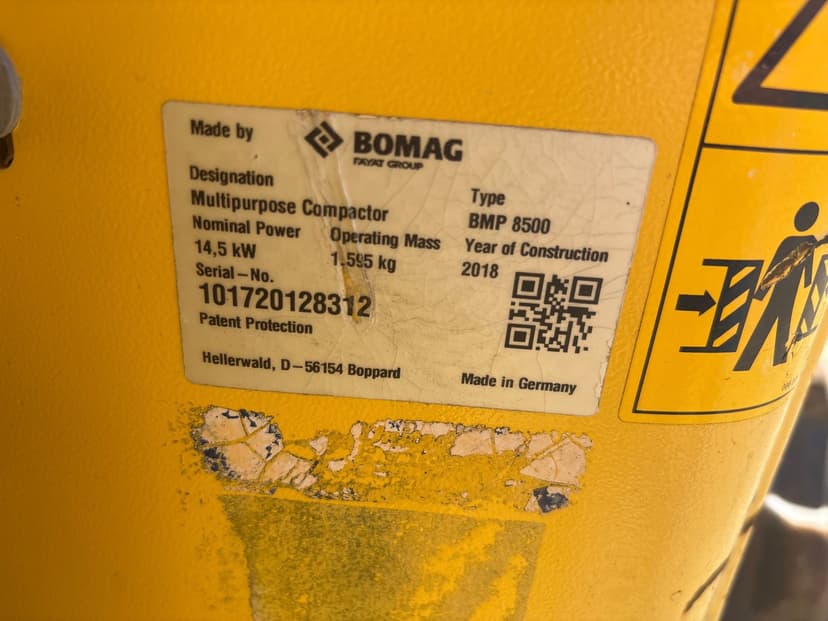 Made by
BOMAG
FAYAT GROUP
Designation
Multipurpose Compactor
Type
BMP 8500
Nominal Power
14,5 kW
Operating Mass
1.595 kg
Year of Construction
2018
Serial-No.
101720128312
Patent Protection
Hellerwald, D-56154 Boppard
Made in Germany